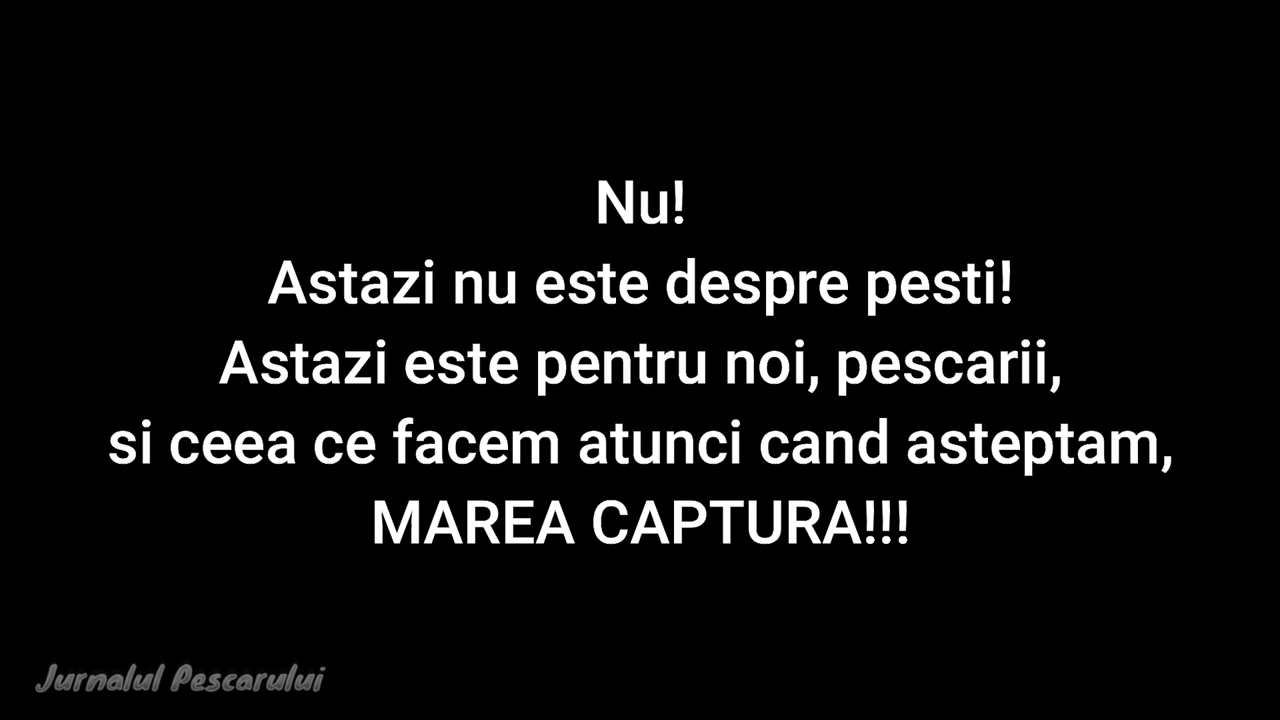 Nu!
Astazi nu este despre pesti!
Astazi este pentru noi, pescarii,
si ceea ce facem atunci cand asteptam,
MAREA CAPTURA!!!
Jurnalul Pescarului